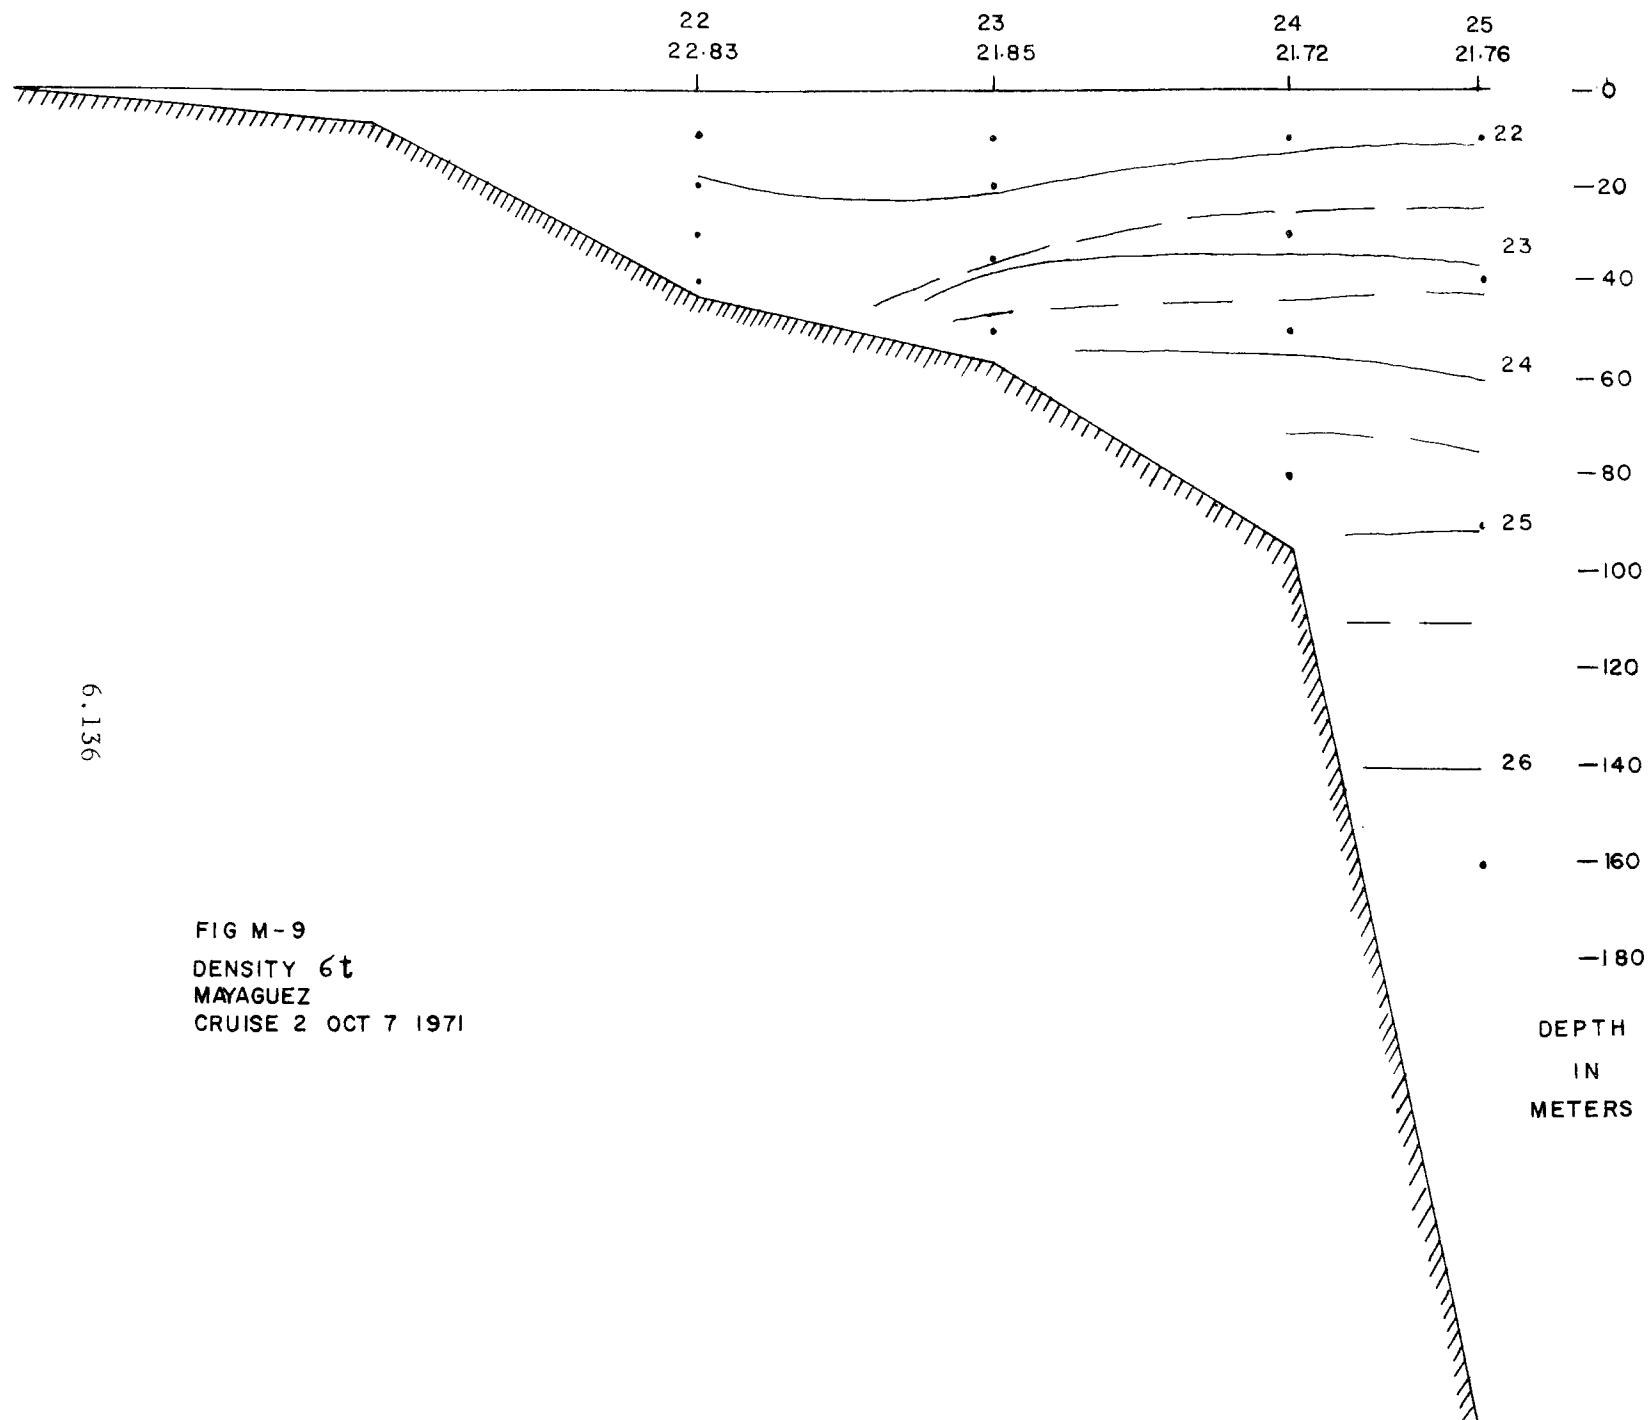 22 23 24 25
22.83 21.85 21.72 21.76
—0
22
—20
23
—40
24
—60
—80
25
—100
—120
26 —140
—160
—180
DEPTH
IN
METERS
6.136
FIG M-9
DENSITY 6t
MAYAGUEZ
CRUISE 2 OCT 7 1971